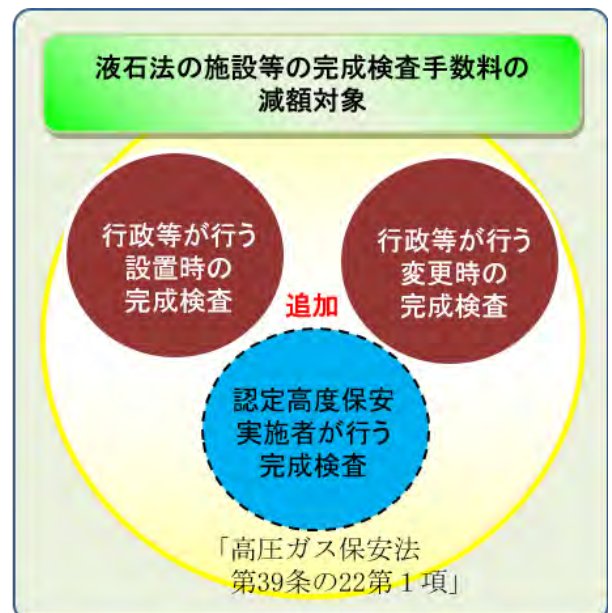 液石法の施設等の完成検査手数料の
減額対象
行政等が行う
設置時の
完成検査
行政等が行う
変更時の
完成検査
追加
認定高度保安
実施者が行う
完成検査
「高圧ガス保安法
第39条の22第１項」